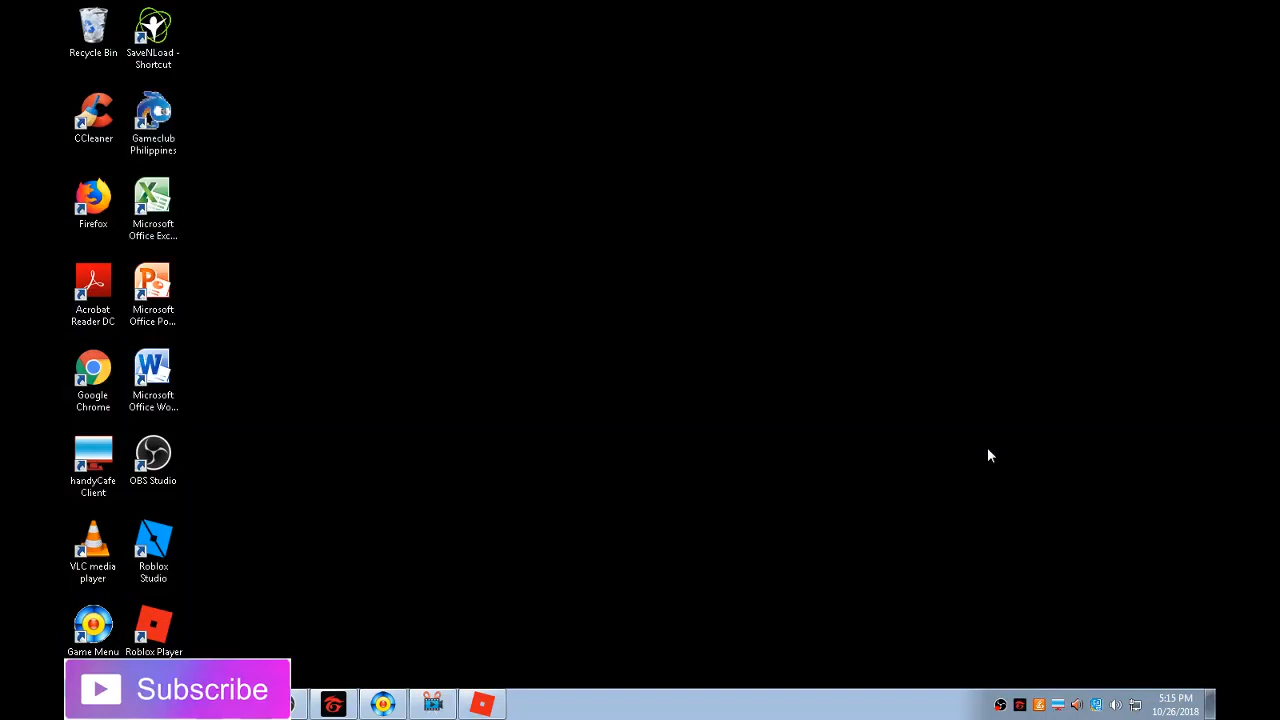 Recycle Bin
SaveNLoad -
Shortcut
CCleaner
Gameclub
Philippines
Firefox
Microsoft
Office Exc...
Acrobat
Reader DC
Microsoft
Office Po...
Google
Chrome
Microsoft
Office Wo...
handyCafe
Client
OBS Studio
VLC media
player
Roblox
Studio
Game Menu
Roblox Player
Subscribe
5:15 PM
10/26/2018